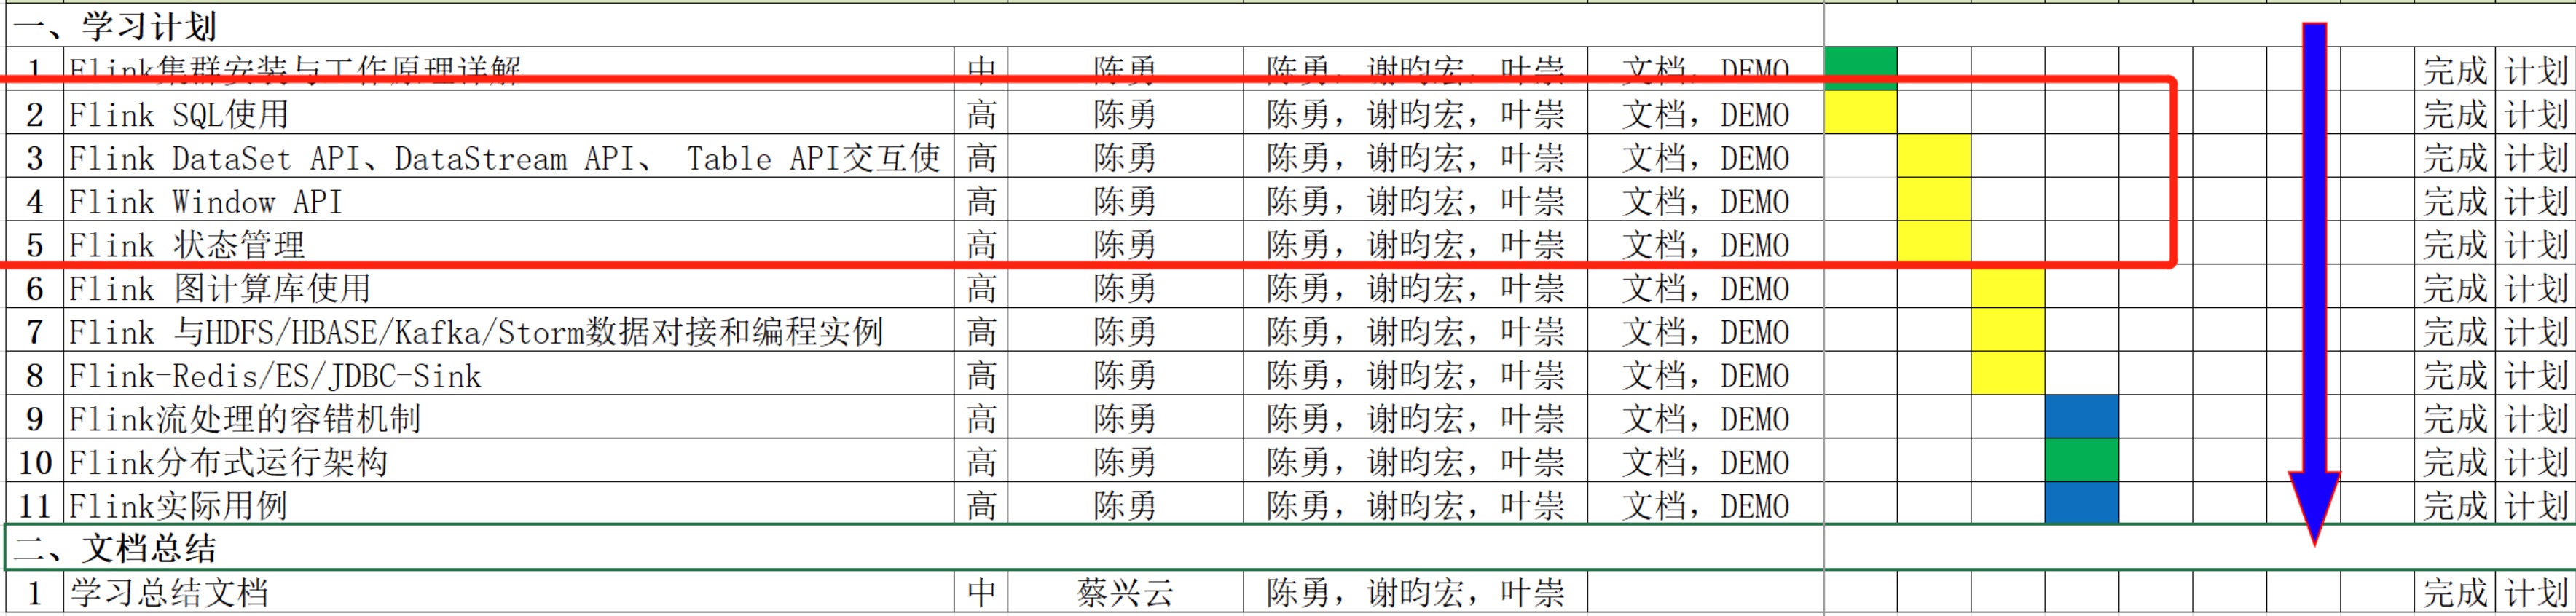 一、学习计划
1 Flink集群安装与工作原理详解 中 陈勇 陈勇，谢昀宏，叶崇 文档，DEMO 完成 计划
2 Flink SQL使用 高 陈勇 陈勇，谢昀宏，叶崇 文档，DEMO 完成 计划
3 Flink DataSet API、DataStream API、 Table API交互使 高 陈勇 陈勇，谢昀宏，叶崇 文档，DEMO 完成 计划
4 Flink Window API 高 陈勇 陈勇，谢昀宏，叶崇 文档，DEMO 完成 计划
5 Flink 状态管理 高 陈勇 陈勇，谢昀宏，叶崇 文档，DEMO 完成 计划
6 Flink 图计算库使用 高 陈勇 陈勇，谢昀宏，叶崇 文档，DEMO 完成 计划
7 Flink 与HDFS/HBASE/Kafka/Storm数据对接和编程实例 高 陈勇 陈勇，谢昀宏，叶崇 文档，DEMO 完成 计划
8 Flink-Redis/ES/JDBC-Sink 高 陈勇 陈勇，谢昀宏，叶崇 文档，DEMO 完成 计划
9 Flink流处理的容错机制 高 陈勇 陈勇，谢昀宏，叶崇 文档，DEMO 完成 计划
10 Flink分布式运行架构 高 陈勇 陈勇，谢昀宏，叶崇 文档，DEMO 完成 计划
11 Flink实际用例 高 陈勇 陈勇，谢昀宏，叶崇 文档，DEMO 完成 计划
二、文档总结
1 学习总结文档 中 蔡兴云 陈勇，谢昀宏，叶崇 完成 计划